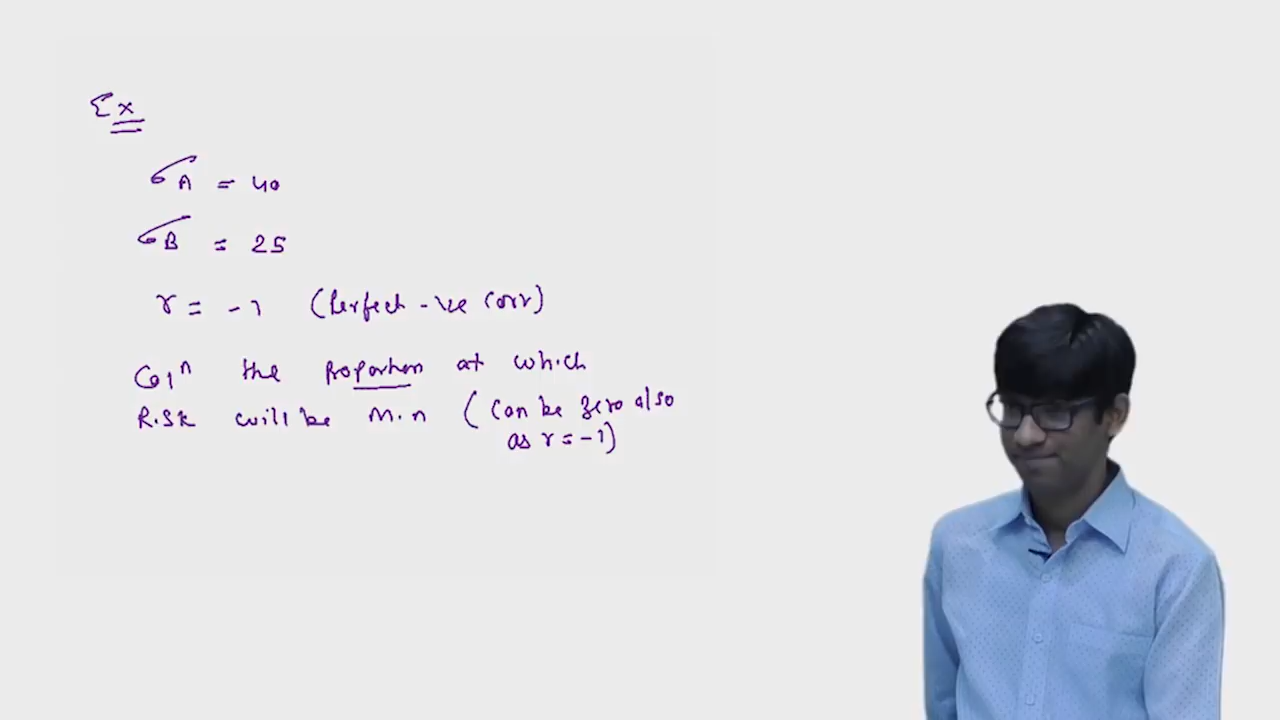 Ex
σA = 40
σB = 25
r = -1 (Perfect -ve corr)
Calⁿ the proportion at which
Risk will be Min (can be zero also
as r = -1)